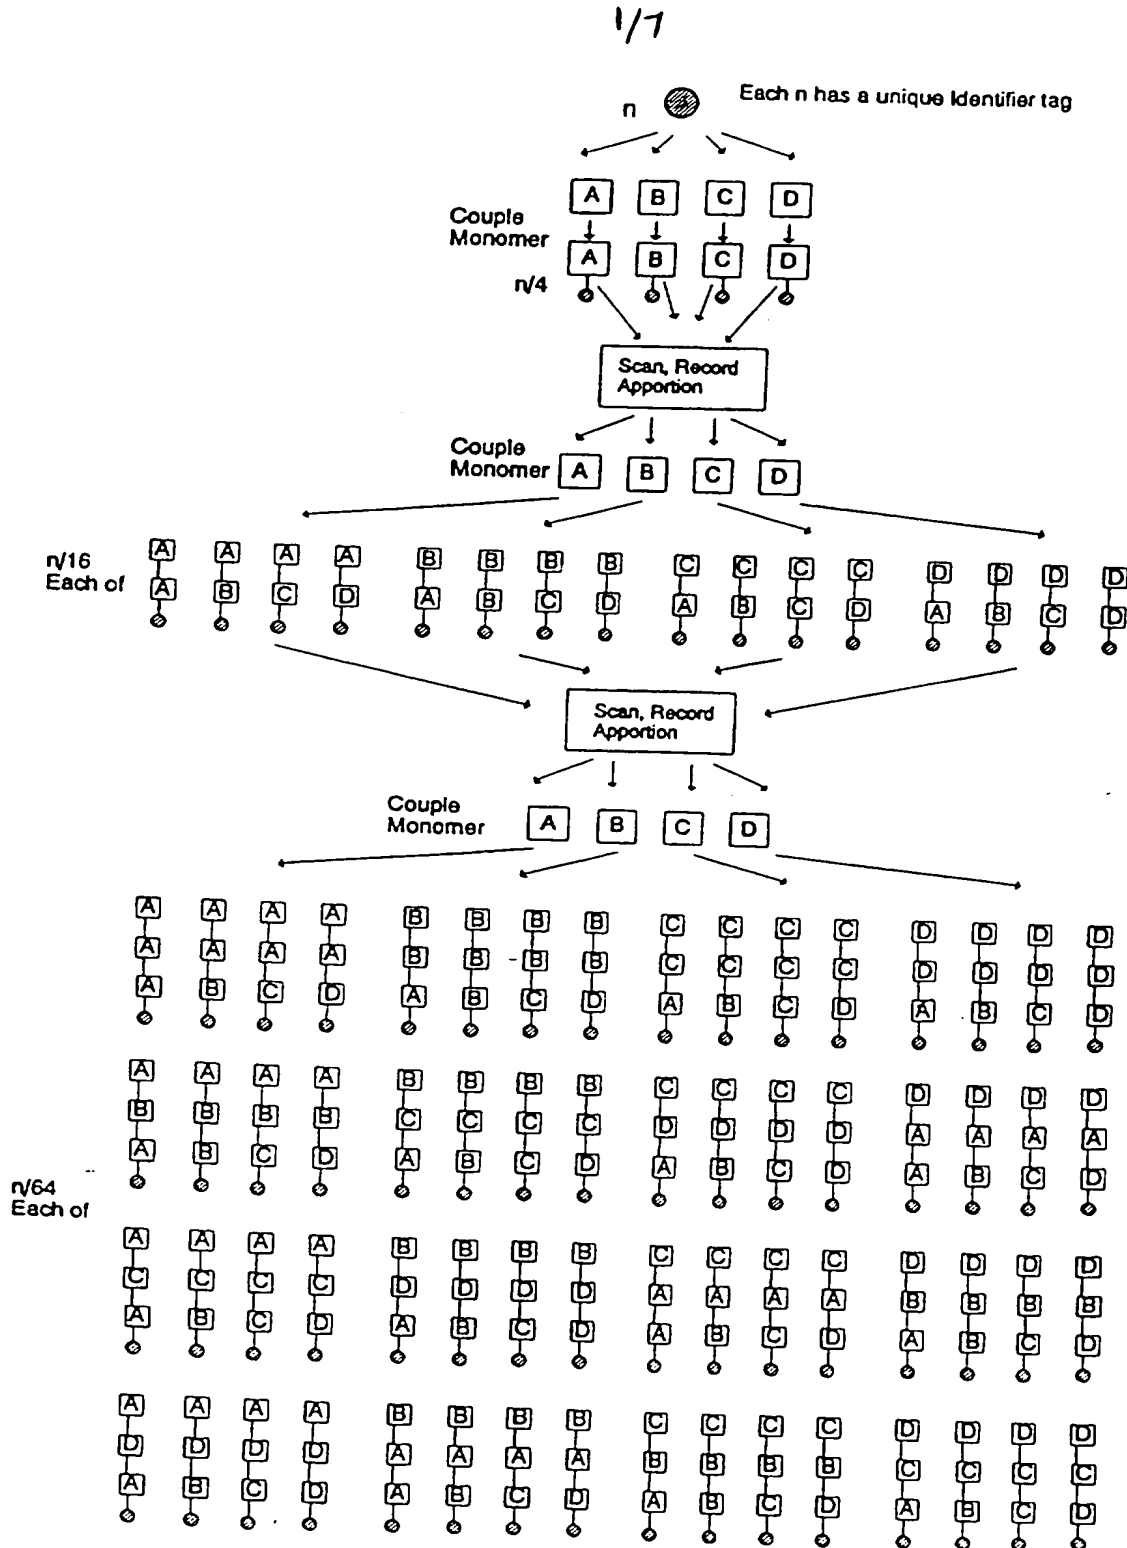 1/7
n Each n has a unique Identifier tag
A B C D
Couple
Monomer
A B C D
n/4
Scan, Record
Apportion
Couple
Monomer A B C D
n/16
Each of
A A A A B B B B C C C C D D D D
A B C D A B C D A B C D A B C D
Scan, Record
Apportion
Couple
Monomer A B C D
A A A A B B B B C C C C D D D D
A A A A B B B B C C C C D D D D
A B C D A B C D A B C D A B C D
n/64
Each of
A A A A B B B B C C C C D D D D
B B B B C C C C D D D D A A A A
A B C D A B C D A B C D A B C D
A A A A B B B B C C C C D D D D
C C C C D D D D A A A A B B B B
A B C D A B C D A B C D A B C D
A A A A B B B B C C C C D D D D
D D D D A A A A B B B B C C C C
A B C D A B C D A B C D A B C D